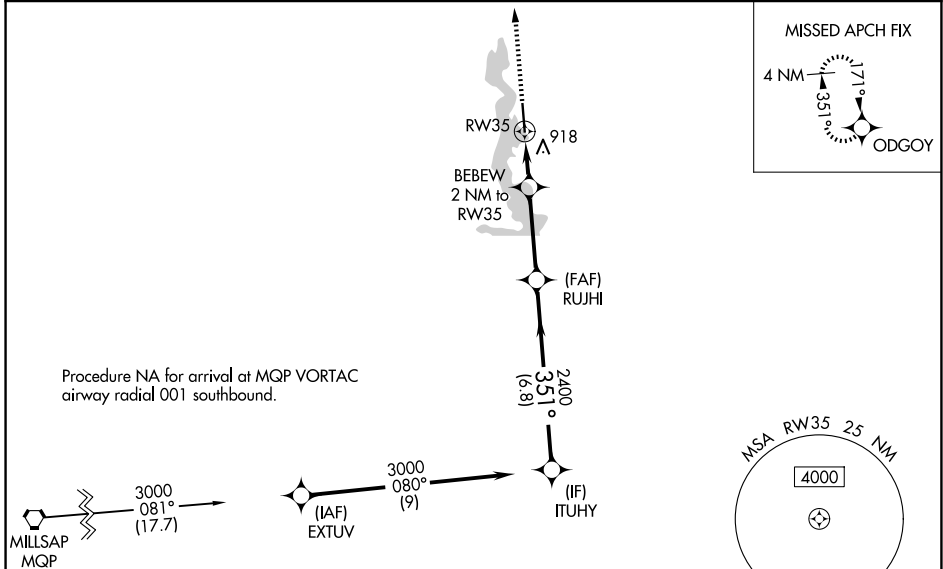 MISSED APCH FIX
4 NM
171°
351°
ODGOY
RW35
918
BEBEW
2 NM to
RW35
(FAF)
RUJHI
Procedure NA for arrival at MQP VORTAC
airway radial 001 southbound.
2400
351°
(6.8)
MSA RW35 25 NM
4000
3000
080°
(9)
(IF)
ITUHY
3000
081°
(17.7)
(IAF)
EXTUV
MILLSAP
MQP